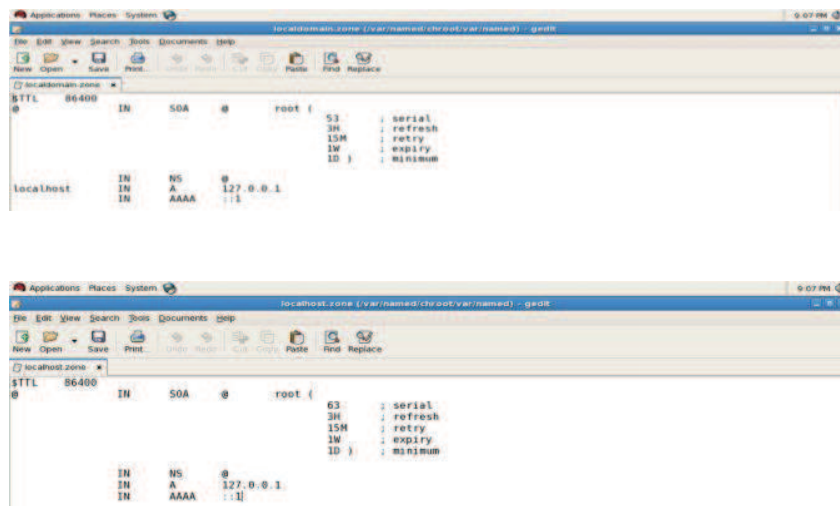 Applications Places System 9:07 PM
localdomain.zone (/var/named/chroot/var/named) - gedit
File Edit View Search Tools Documents Help
New Open Save Print... Undo Redo Cut Copy Paste Find Replace
localdomain.zone
$TTL 86400
@ IN SOA @ root (
53 ; serial
3H ; refresh
15M ; retry
1W ; expiry
1D ) ; minimum
IN NS @
localhost IN A 127.0.0.1
IN AAAA ::1
Applications Places System 9:07 PM
localhost.zone (/var/named/chroot/var/named) - gedit
File Edit View Search Tools Documents Help
New Open Save Print... Undo Redo Cut Copy Paste Find Replace
localhost.zone
$TTL 86400
@ IN SOA @ root (
63 ; serial
3H ; refresh
15M ; retry
1W ; expiry
1D ) ; minimum
IN NS @
IN A 127.0.0.1
IN AAAA ::1